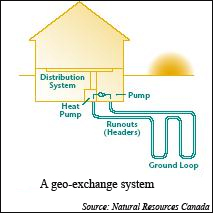 Distribution
System
Heat
Pump
Pump
Runouts
(Headers)
Ground Loop
A geo-exchange system
Source: Natural Resources Canada